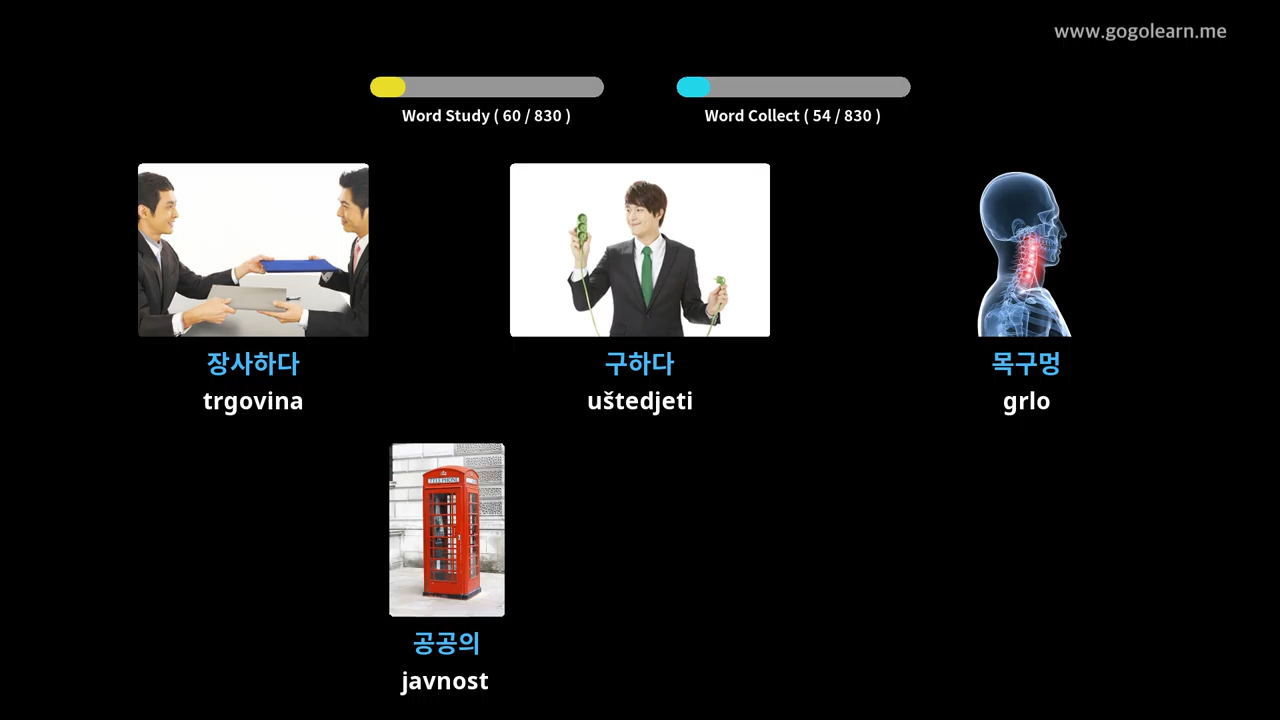 www.gogolearn.me
Word Study ( 60 / 830 )
Word Collect ( 54 / 830 )
장사하다
trgovina
구하다
uštedjeti
목구멍
grlo
TELEPHONE
공공의
javnost